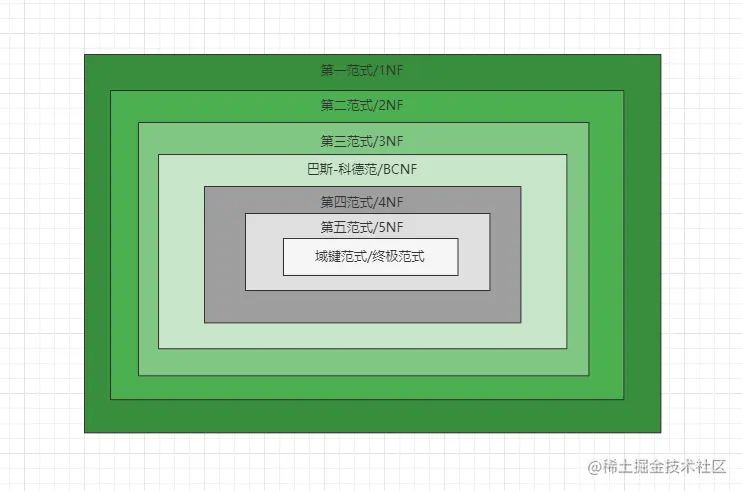 第一范式/1NF
第二范式/2NF
第三范式/3NF
巴斯-科德范/BCNF
第四范式/4NF
第五范式/5NF
域键范式/终极范式
@稀土掘金技术社区